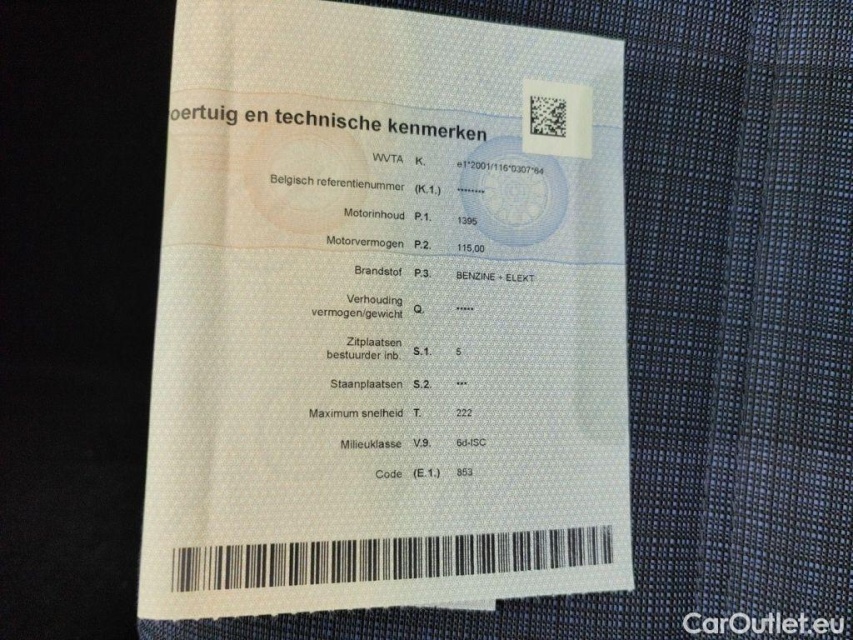 oertuig en technische kenmerken
WVTA K. e1*2001/116*0307*64
Belgisch referentienummer (K.1.) ********
Motorinhoud P.1. 1395
Motorvermogen P.2. 115,00
Brandstof P.3. BENZINE + ELEKT
Verhouding
vermogen/gewicht Q. *****
Zitplaatsen
bestuurder inb. S.1. 5
Staanplaatsen S.2. ***
Maximum snelheid T. 222
Milieuklasse V.9. 6d-ISC
Code (E.1.) 853
CarOutlet.eu